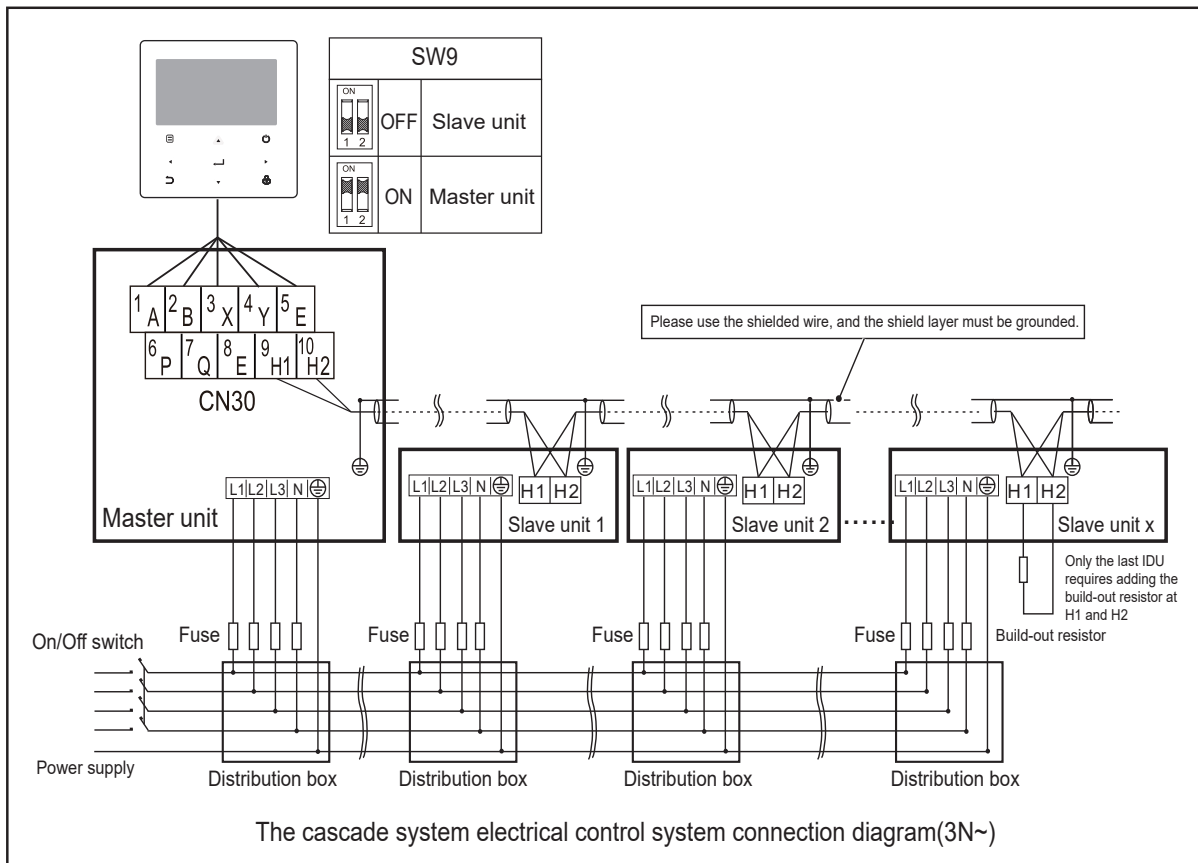 SW9
ON
1 2
OFF
Slave unit
ON
1 2
ON
Master unit
1 A 2 B 3 X 4 Y 5 E
6 P 7 Q 8 E 9 H1 10 H2
CN30
Please use the shielded wire, and the shield layer must be grounded.
L1 L2 L3 N
Master unit
L1 L2 L3 N
H1 H2
Slave unit 1
L1 L2 L3 N
H1 H2
Slave unit 2
L1 L2 L3 N
H1 H2
Slave unit x
Only the last IDU
requires adding the
build-out resistor at
H1 and H2
Build-out resistor
On/Off switch
Fuse
Fuse
Fuse
Fuse
Power supply
Distribution box
Distribution box
Distribution box
Distribution box
The cascade system electrical control system connection diagram(3N~)